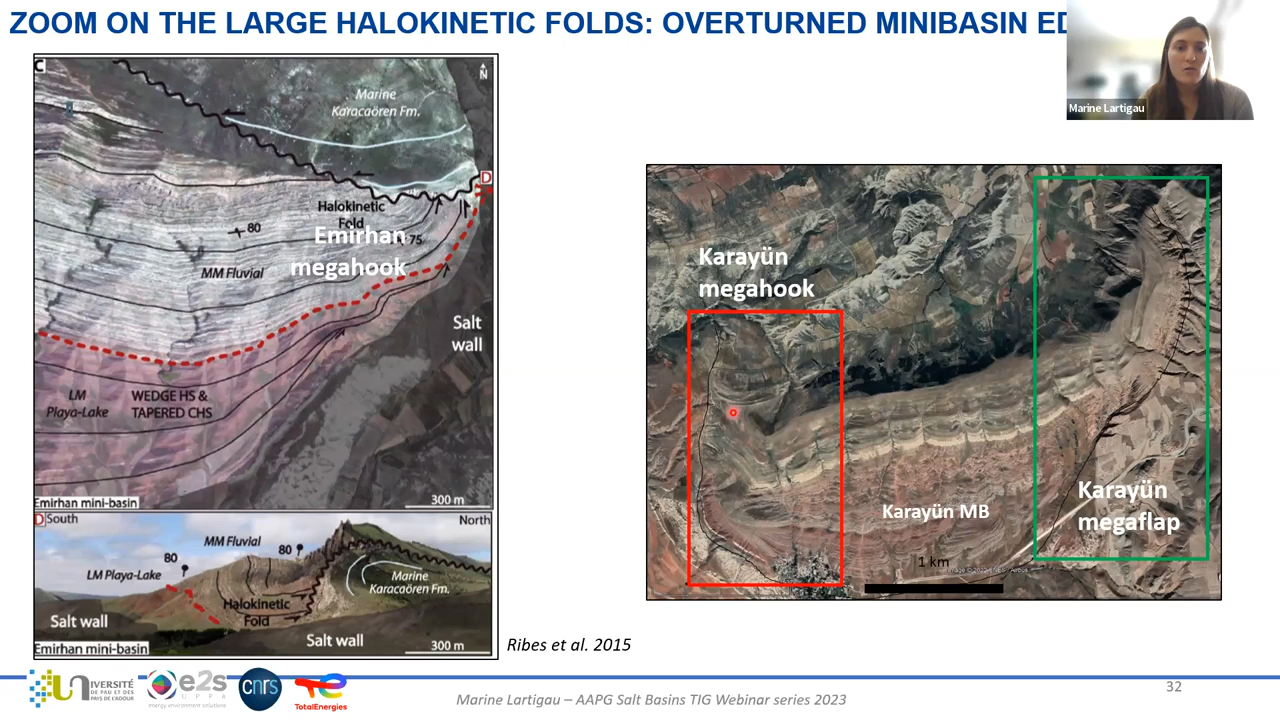 ZOOM ON THE LARGE HALOKINETIC FOLDS: OVERTURNED MINIBASIN ED
Marine Lartigau
C
N
Marine
Karacaören Fm.
D
Halokinetic
Fold
80
75
Emirhan
megahook
MM Fluvial
Salt
wall
LM
Playa-Lake
WEDGE HS &
TAPERED CHS
Emirhan mini-basin
300 m
D South
North
MM Fluvial
80
80
LM Playa-Lake
Marine
Karacaören Fm.
Halokinetic
Fold
Salt wall
Salt wall
Emirhan mini-basin
300 m
Ribes et al. 2015
Karayün
megahook
Karayün MB
Karayün
megaflap
1 km
UNIVERSITÉ
DE PAU ET DES
PAYS DE L'ADOUR
e2s
UPPA
energy environment solutions
cnrs
TotalEnergies
Marine Lartigau – AAPG Salt Basins TIG Webinar series 2023
32